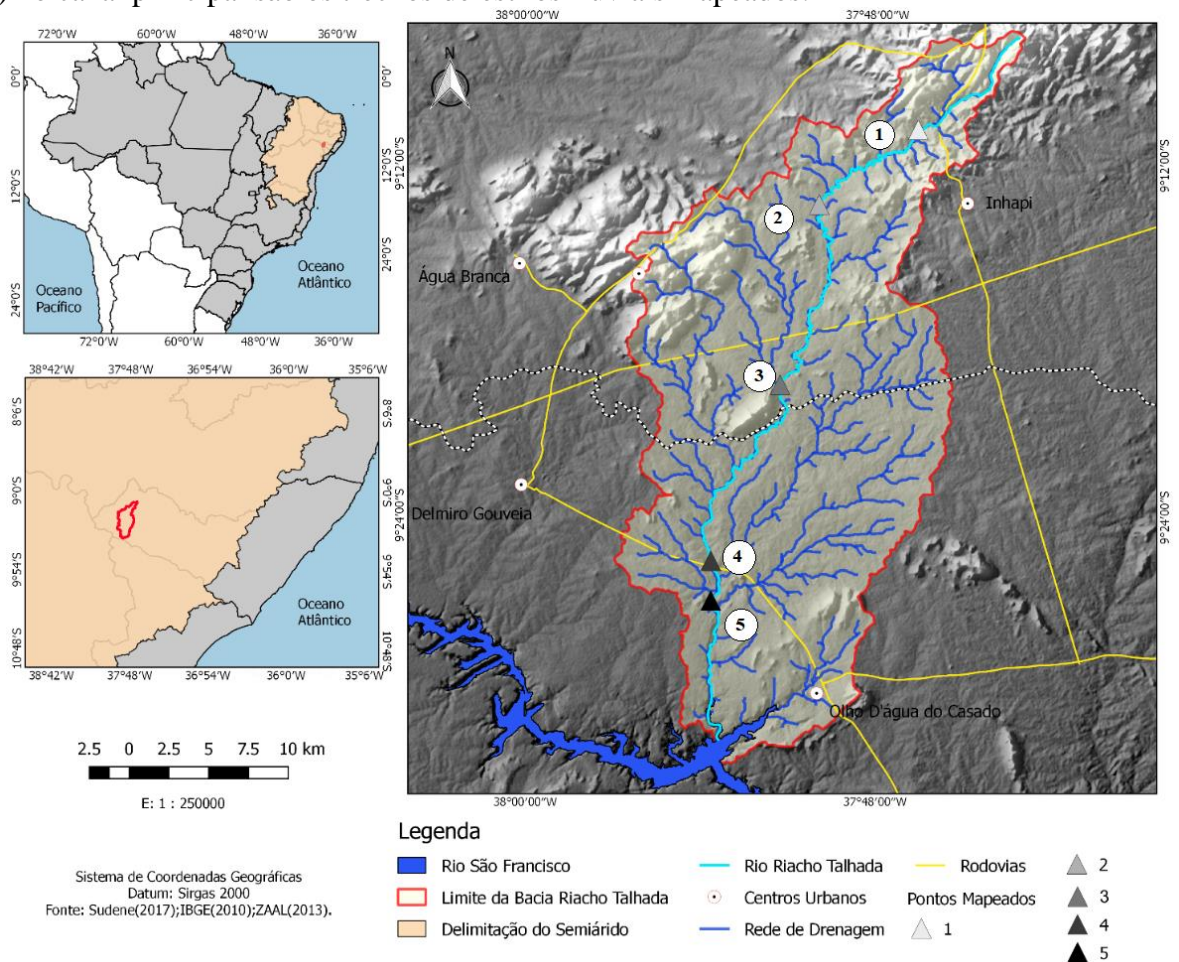 38°00'00"W
37°48'00"W
72°0'W 60°0'W 48°0'W 36°0'W
0°0'
12°0'S
24°0'S
0°0'
12°0'S
24°0'S
Oceano
Pacífico
Oceano
Atlântico
72°0'W 60°0'W 48°0'W 36°0'W
38°42'W 37°48'W 36°54'W 36°0'W 35°6'W
8°6'S
9°0'S
9°54'S
10°48'S
8°6'S
9°0'S
9°54'S
10°48'S
Oceano
Atlântico
38°42'W 37°48'W 36°54'W 36°0'W 35°6'W
N
9°12'00"S
9°24'00"S
9°12'00"S
9°24'00"S
1
Inhapi
2
Água Branca
3
Delmiro Gouveia
4
5
Olho D'água do Casado
38°00'00"W
37°48'00"W
2.5 0 2.5 5 7.5 10 km
E: 1 : 250000
Sistema de Coordenadas Geográficas
Datum: Sirgas 2000
Fonte: Sudene(2017);IBGE(2010);ZAAL(2013).
Legenda
Rio São Francisco
Limite da Bacia Riacho Talhada
Delimitação do Semiárido
Rio Riacho Talhada
Centros Urbanos
Rede de Drenagem
Rodovias
Pontos Mapeados
1
2
3
4
5